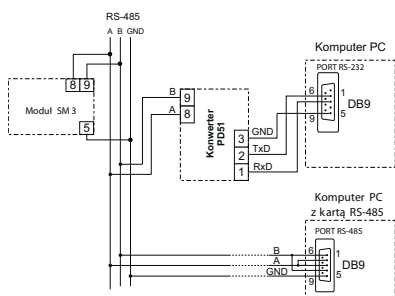 RS-485
A B GND
Komputer PC
PORT RS-232
8 9
Moduł SM 3
5
B
A
9
8
Konwerter
PD51
3 GND
2 TxD
1 RxD
6
1
DB9
9
5
Komputer PC
z kartą RS-485
PORT RS-485
B
A
GND
6
1
DB9
9
5